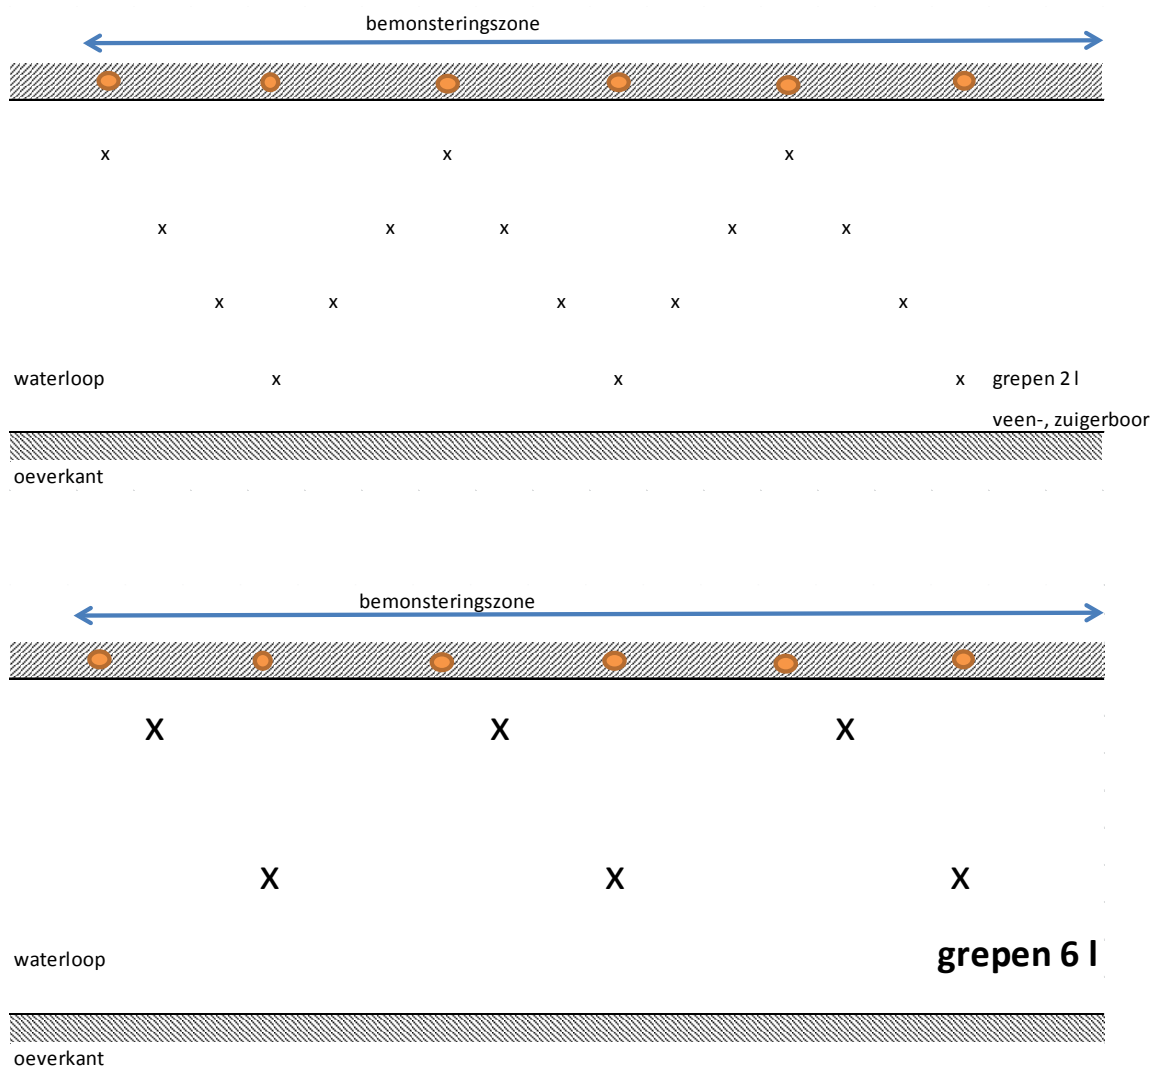 bemonsteringszone
x x x
x x x x x
x x x x x
waterloop x x x grepen 2 l
veen-, zuigerboor
oeverkant
bemonsteringszone
x x x
x x x
waterloop grepen 6 l
oeverkant